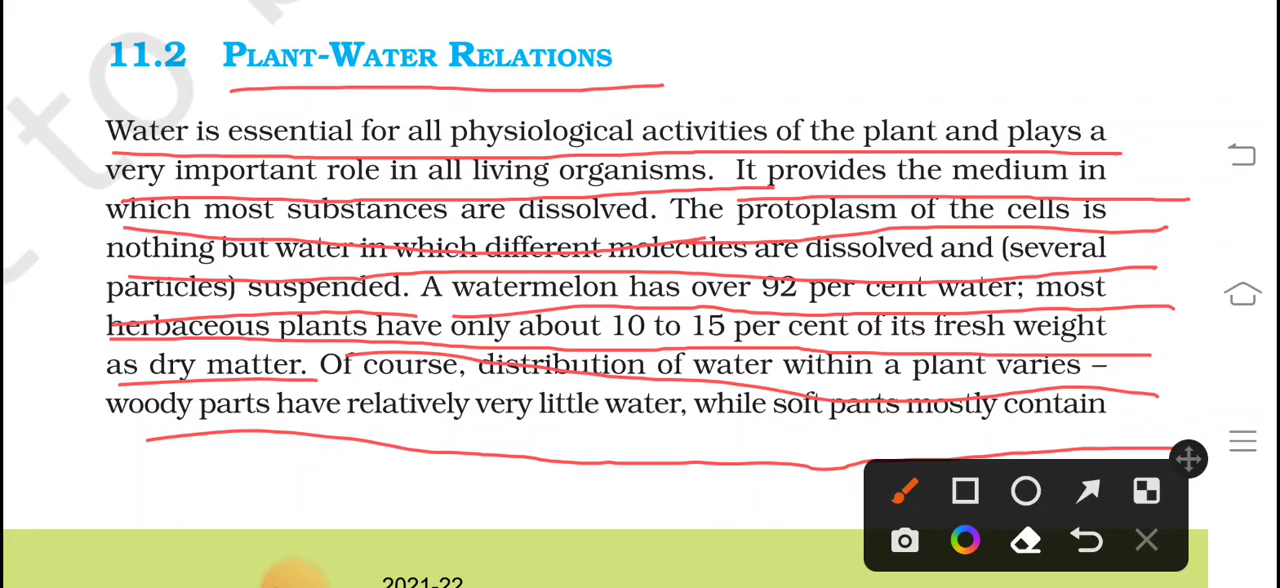 to
11.2 PLANT-WATER RELATIONS
Water is essential for all physiological activities of the plant and plays a
very important role in all living organisms. It provides the medium in
which most substances are dissolved. The protoplasm of the cells is
nothing but water in which different molecules are dissolved and (several
particles) suspended. A watermelon has over 92 per cent water; most
herbaceous plants have only about 10 to 15 per cent of its fresh weight
as dry matter. Of course, distribution of water within a plant varies –
woody parts have relatively very little water, while soft parts mostly contain
2021-22